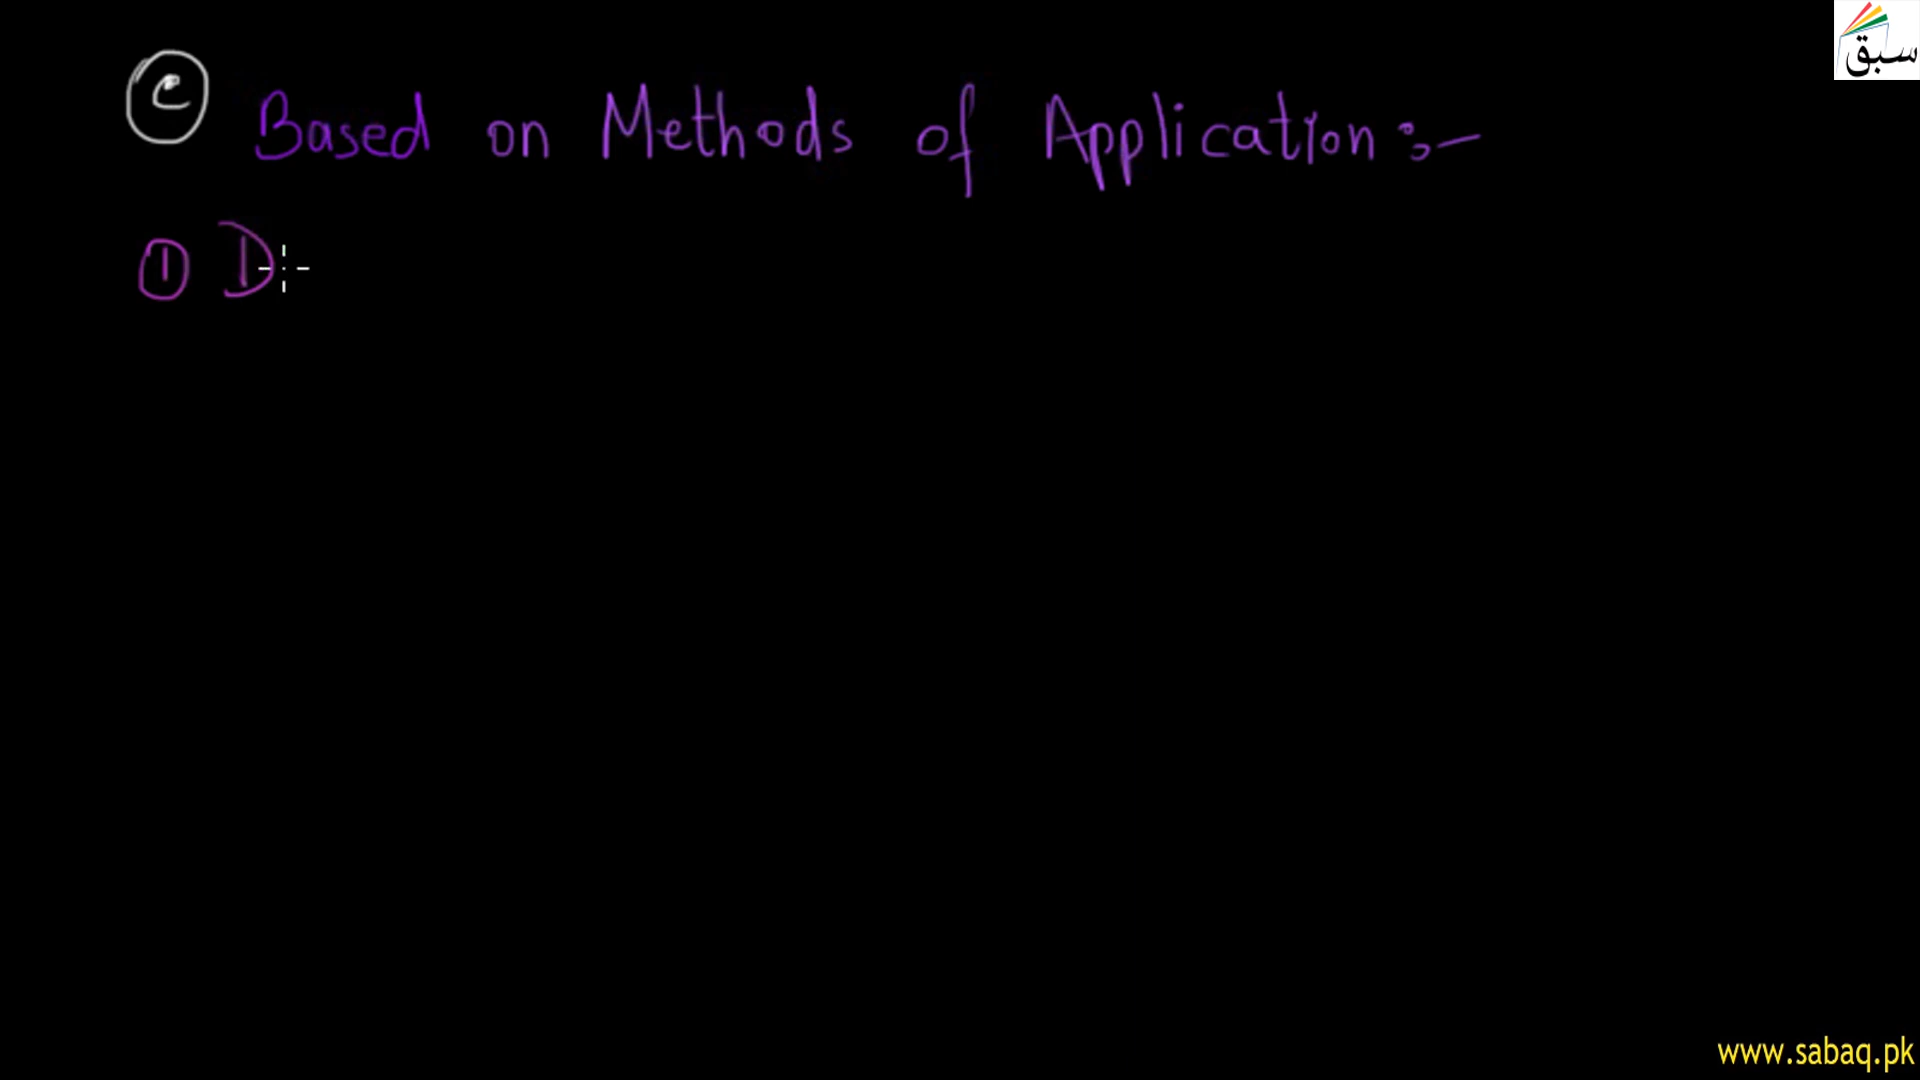 سبق
C Based on Methods of Application :-
1 D
www.sabaq.pk